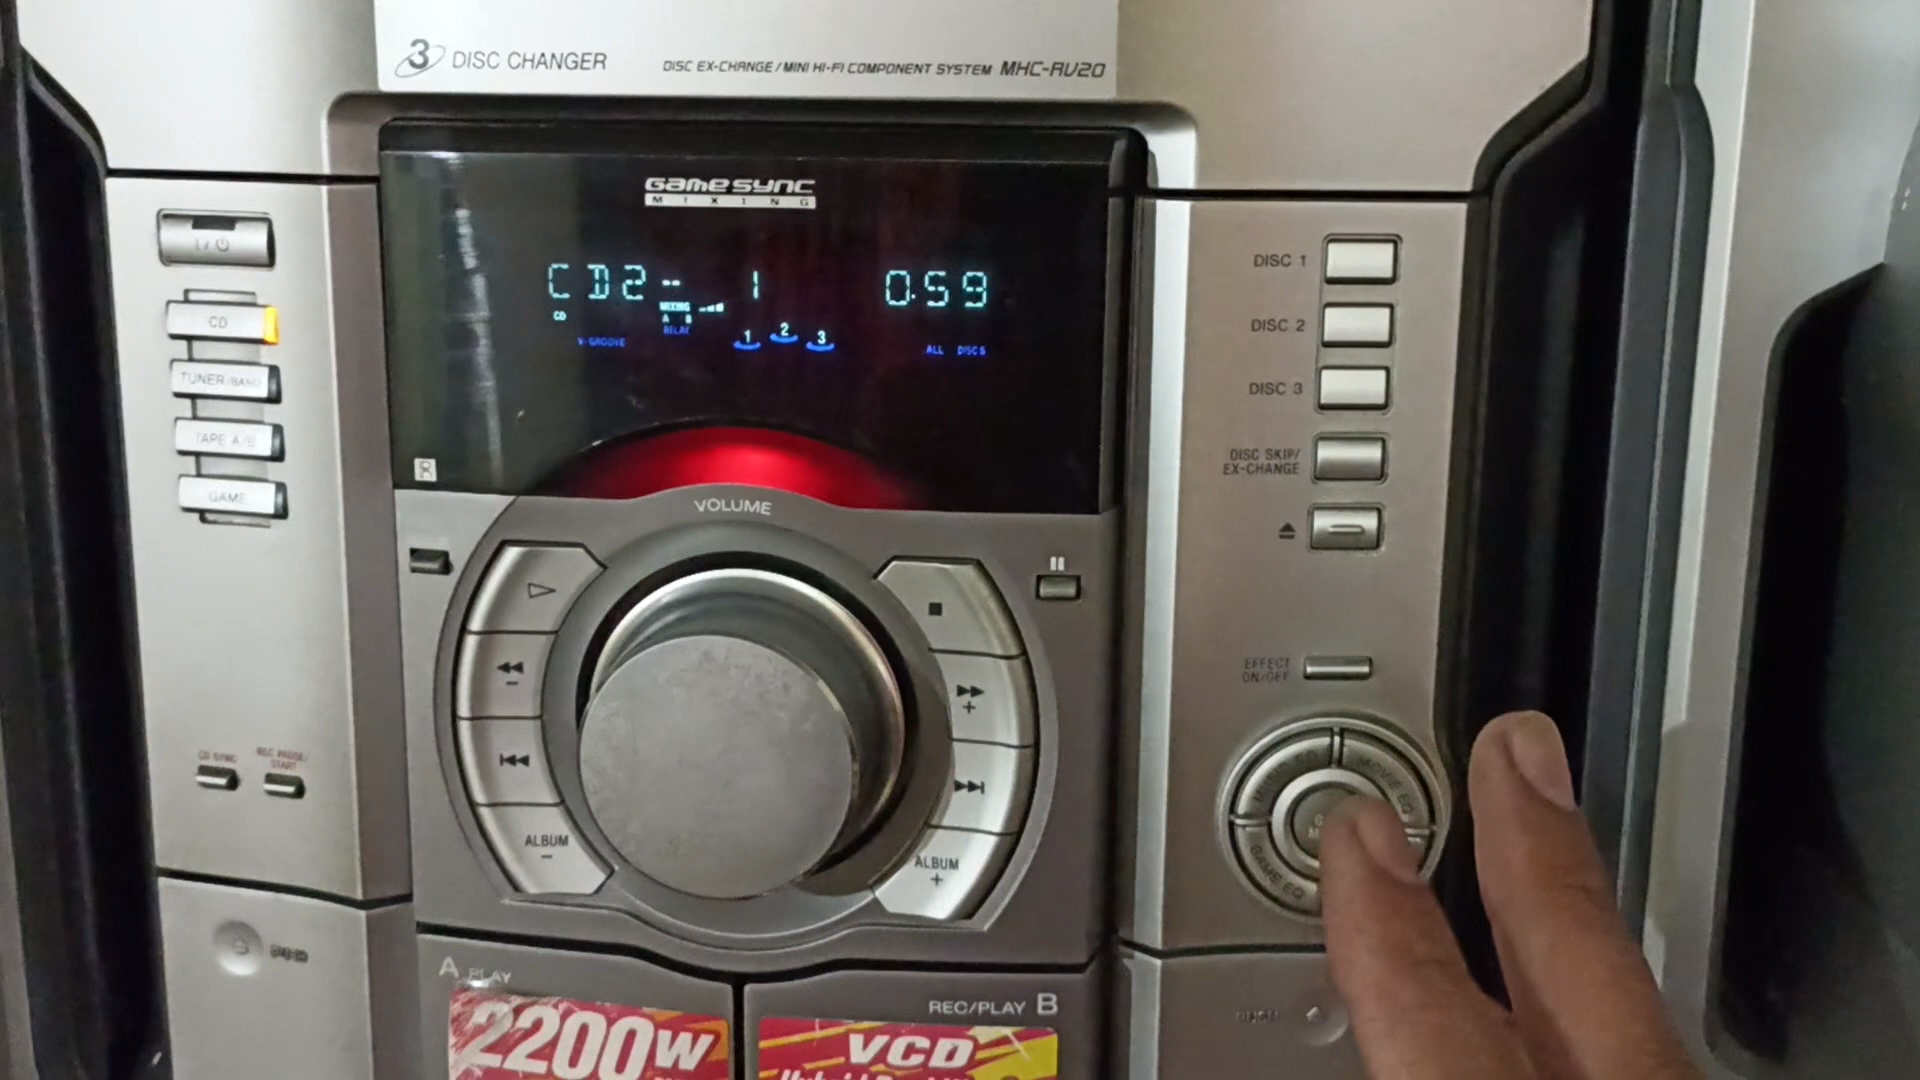 3 DISC CHANGER
DISC EX-CHANGE / MINI HI-FI COMPONENT SYSTEM MHC-RV20
GAME SYNC
MIXING
I / ⏻
CD
TUNER/BAND
TAPE A/B
GAME
CD2 1 0.59
CD
MIXING
A B
V-GROOVE
1 2 3
ALL DISCS
DISC 1
DISC 2
DISC 3
DISC SKIP/
EX-CHANGE
VOLUME
EFFECT
ON/OFF
MOVIE EQ
GAME EQ
ALBUM
−
ALBUM
+
CD SYNC
REC PAUSE/
START
A PLAY
REC/PLAY B
2200W
VCD